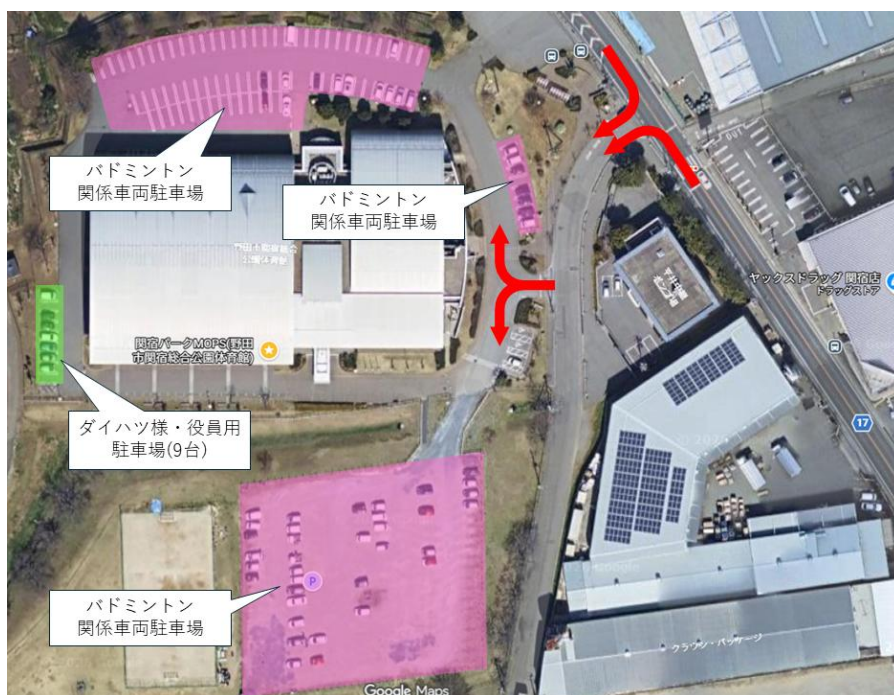 バドミントン
関係車両駐車場
バドミントン
関係車両駐車場
ヤックスドラッグ 関宿店
ドラッグストア
関宿パークMOPS(野田
市関宿総合公園体育館)
ダイハツ様・役員用
駐車場(9台)
17
P
バドミントン
関係車両駐車場
クラウン・パッケージ
Google Maps